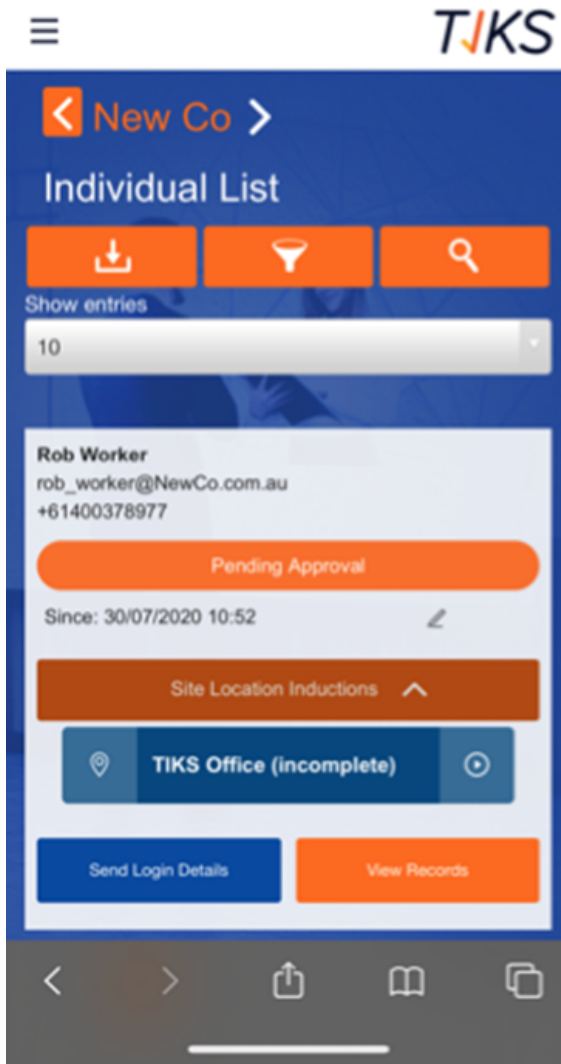 TIKS
New Co
Individual List
Show entries
10
Rob Worker
rob_worker@NewCo.com.au
+61400378977
Pending Approval
Since: 30/07/2020 10:52
Site Location Inductions
TIKS Office (incomplete)
Send Login Details
View Records